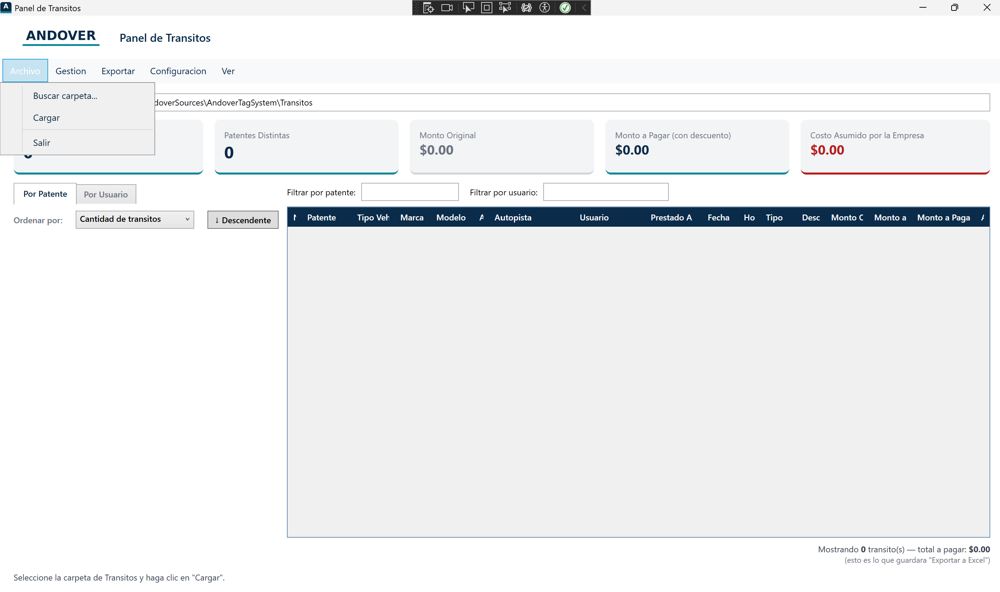 A Panel de Transitos
ANDOVER Panel de Transitos
Archivo Gestion Exportar Configuracion Ver
Buscar carpeta...
doverSources\AndoverTagSystem\Transitos
Cargar
Salir
Patentes Distintas
0
Monto Original
$0.00
Monto a Pagar (con descuento)
$0.00
Costo Asumido por la Empresa
$0.00
Por Patente Por Usuario
Ordenar por: Cantidad de transitos ↓ Descendente
Filtrar por patente: Filtrar por usuario:
Patente Tipo Veh Marca Modelo A Autopista Usuario Prestado A Fecha Ho Tipo Desc Monto Monto a Monto a Paga
Mostrando 0 transito(s) — total a pagar: $0.00
(esto es lo que guardara "Exportar a Excel")
Seleccione la carpeta de Transitos y haga clic en "Cargar".